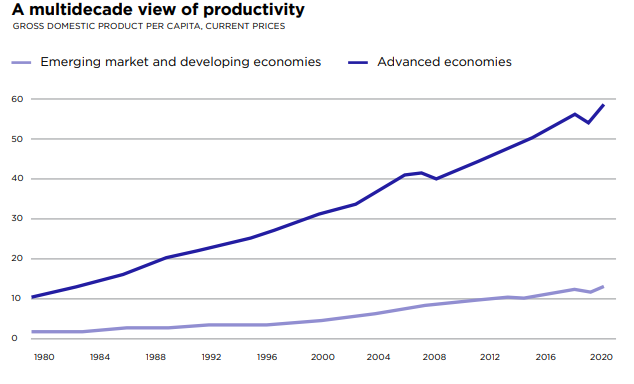 A multidecade view of productivity
GROSS DOMESTIC PRODUCT PER CAPITA, CURRENT PRICES
Emerging market and developing economies
Advanced economies
60
50
40
30
20
10
0
1980 1984 1988 1992 1996 2000 2004 2008 2012 2016 2020